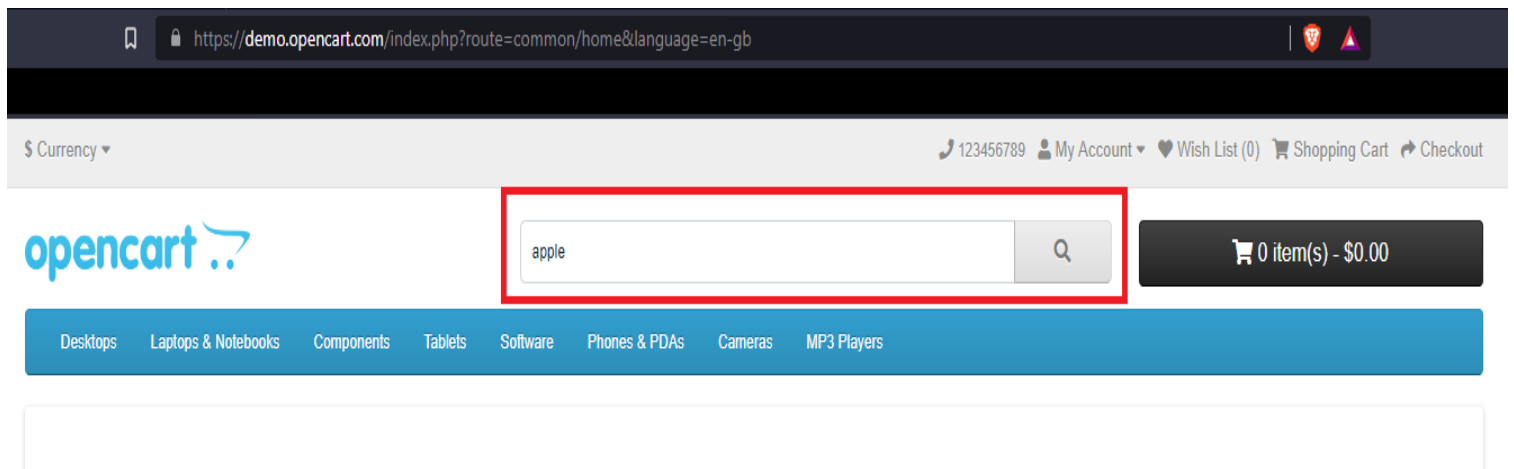 https://demo.opencart.com/index.php?route=common/home&language=en-gb
$ Currency 123456789 My Account Wish List (0) Shopping Cart Checkout
opencart apple 0 item(s) - $0.00
Desktops Laptops & Notebooks Components Tablets Software Phones & PDAs Cameras MP3 Players